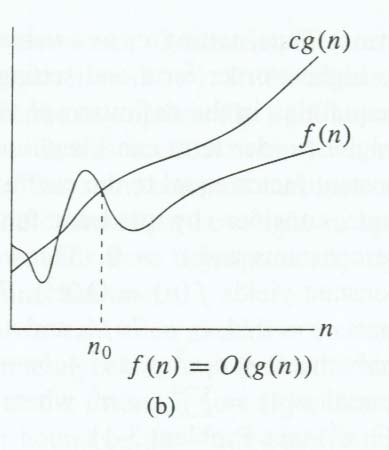 cg(n)
f(n)
n
n₀
f(n) = O(g(n))
(b)